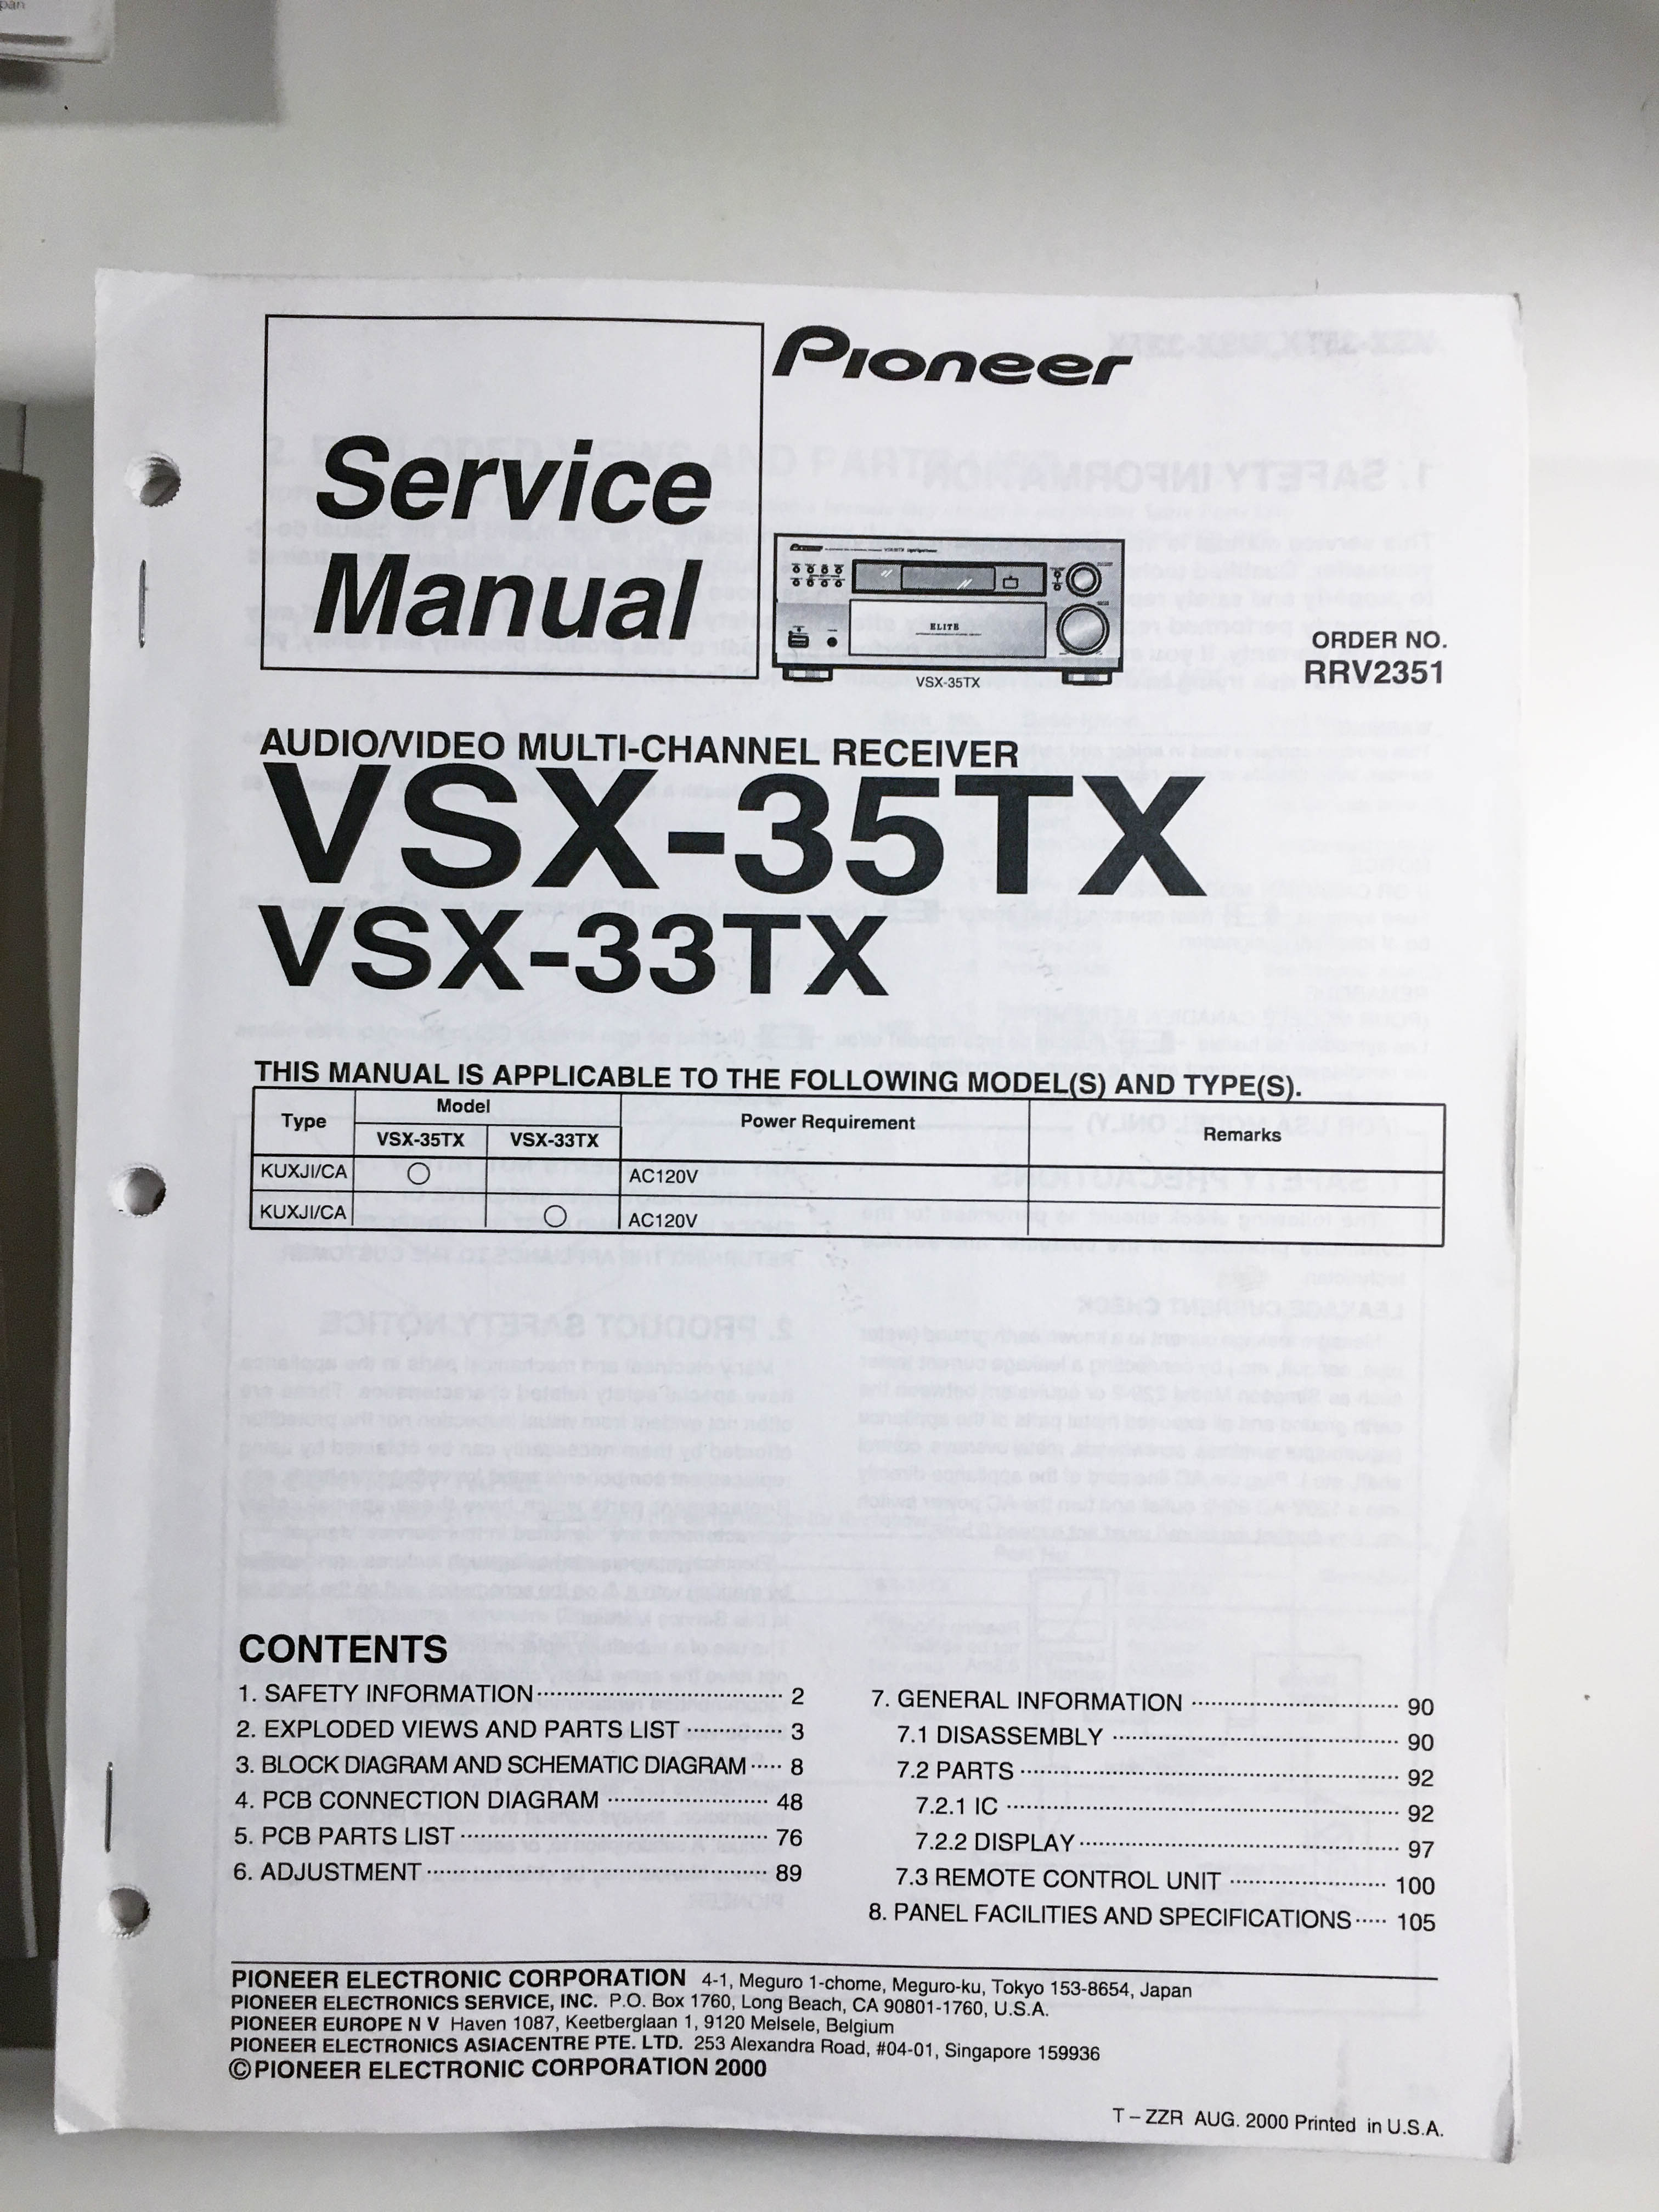 pan
Pioneer
Service
Manual
ELITE
VSX-35TX
ORDER NO.
RRV2351
AUDIO/VIDEO MULTI-CHANNEL RECEIVER
VSX-35TX
VSX-33TX
THIS MANUAL IS APPLICABLE TO THE FOLLOWING MODEL(S) AND TYPE(S).
Type Model Power Requirement Remarks
VSX-35TX VSX-33TX
KUXJI/CA ○ AC120V
KUXJI/CA ○ AC120V
CONTENTS
1. SAFETY INFORMATION 2
2. EXPLODED VIEWS AND PARTS LIST 3
3. BLOCK DIAGRAM AND SCHEMATIC DIAGRAM 8
4. PCB CONNECTION DIAGRAM 48
5. PCB PARTS LIST 76
6. ADJUSTMENT 89
7. GENERAL INFORMATION 90
7.1 DISASSEMBLY 90
7.2 PARTS 92
7.2.1 IC 92
7.2.2 DISPLAY 97
7.3 REMOTE CONTROL UNIT 100
8. PANEL FACILITIES AND SPECIFICATIONS 105
PIONEER ELECTRONIC CORPORATION 4-1, Meguro 1-chome, Meguro-ku, Tokyo 153-8654, Japan
PIONEER ELECTRONICS SERVICE, INC. P.O. Box 1760, Long Beach, CA 90801-1760, U.S.A.
PIONEER EUROPE N V Haven 1087, Keetberglaan 1, 9120 Melsele, Belgium
PIONEER ELECTRONICS ASIACENTRE PTE. LTD. 253 Alexandra Road, #04-01, Singapore 159936
©PIONEER ELECTRONIC CORPORATION 2000
T – ZZR AUG. 2000 Printed in U.S.A.